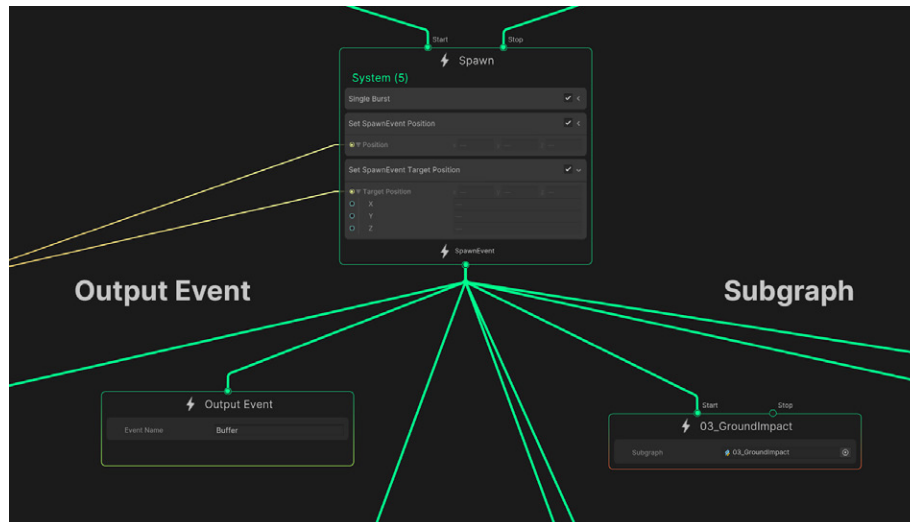 Start
Stop
Spawn
System (5)
Single Burst
Set SpawnEvent Position
Position
Set SpawnEvent Target Position
Target Position
X
Y
Z
SpawnEvent
Output Event
Subgraph
Output Event
Event Name
Buffer
Start
Stop
03_GroundImpact
Subgraph
03_GroundImpact